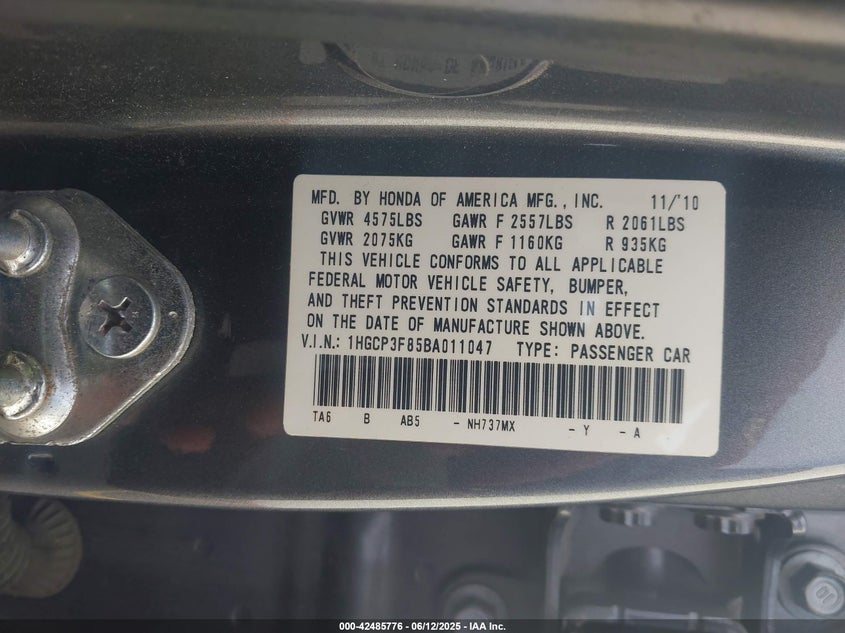 MFD. BY HONDA OF AMERICA MFG., INC. 11/'10
GVWR 4575LBS GAWR F 2557LBS R 2061LBS
GVWR 2075KG GAWR F 1160KG R 935KG
THIS VEHICLE CONFORMS TO ALL APPLICABLE
FEDERAL MOTOR VEHICLE SAFETY, BUMPER,
AND THEFT PREVENTION STANDARDS IN EFFECT
ON THE DATE OF MANUFACTURE SHOWN ABOVE.
V.I.N.: 1HGCP3F85BA011047 TYPE: PASSENGER CAR
TA6 B AB5 - NH737MX - Y - A
000-42485776 - 06/12/2025 - IAA Inc.